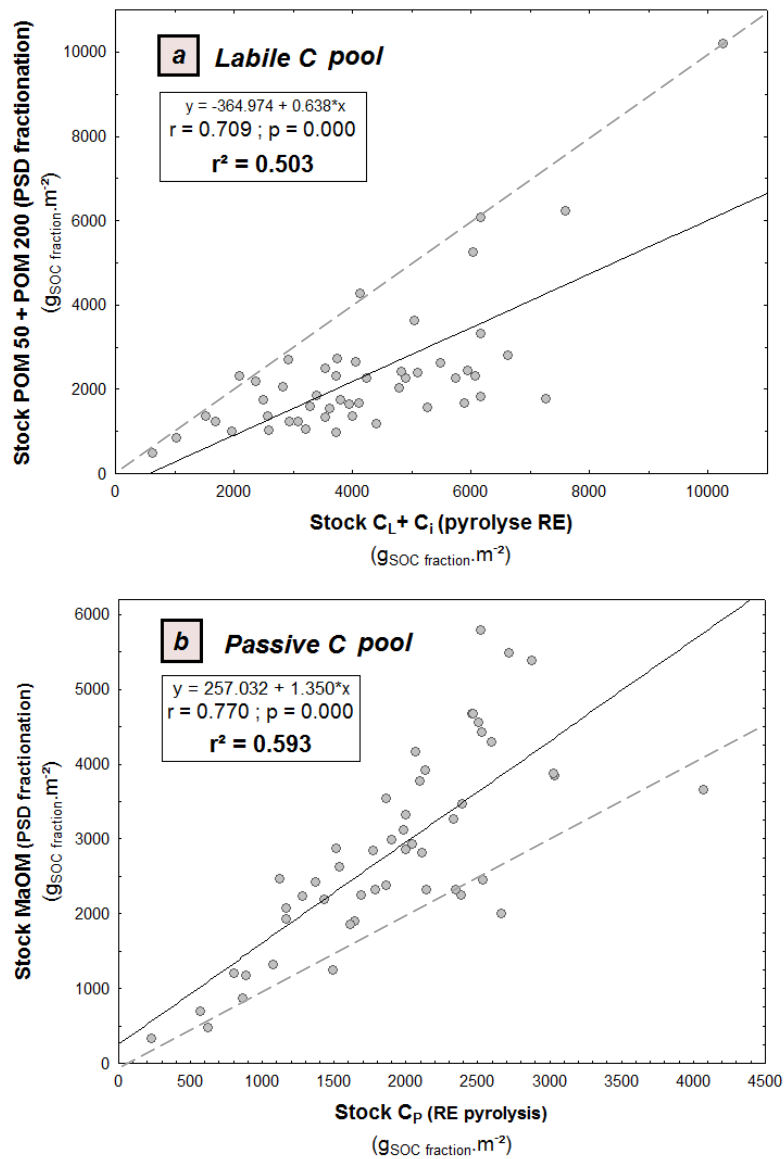 a Labile C pool
y = -364.974 + 0.638*x
r = 0.709 ; p = 0.000
r² = 0.503
Stock POM 50 + POM 200 (PSD fractionation)
(gSOC fraction.m⁻²)
10000
8000
6000
4000
2000
0
0 2000 4000 6000 8000 10000
Stock CL+ Ci (pyrolyse RE)
(gSOC fraction.m⁻²)
b Passive C pool
y = 257.032 + 1.350*x
r = 0.770 ; p = 0.000
r² = 0.593
Stock MaOM (PSD fractionation)
(gSOC fraction.m⁻²)
6000
5000
4000
3000
2000
1000
0
0 500 1000 1500 2000 2500 3000 3500 4000 4500
Stock CP (RE pyrolysis)
(gSOC fraction.m⁻²)